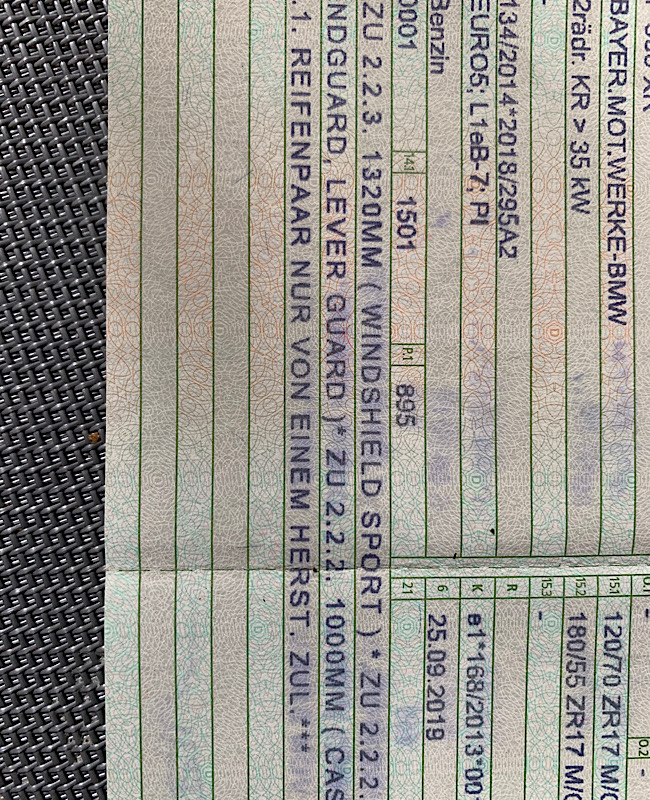 XR - O.2 -
BAYER.MOT.WERKE-BMW 15.1 120/70 ZR17 M/C
2rädr. KR > 35 kW 15.2 180/55 ZR17 M/C
- 15.3 -
134/2014*2018/295A2 R
EURO5; L1eB-7; PI K e1*168/2013*00
Benzin 6 25.09.2019
0001 14.1 1501 P.1 895 21
ZU 2.2.3. 1320MM ( WINDSHIELD SPORT ) * ZU 2.2.2.
NDGUARD, LEVER GUARD )* ZU 2.2.2. 1000MM ( CAS
.1. REIFENPAAR NUR VON EINEM HERST. ZUL. ***